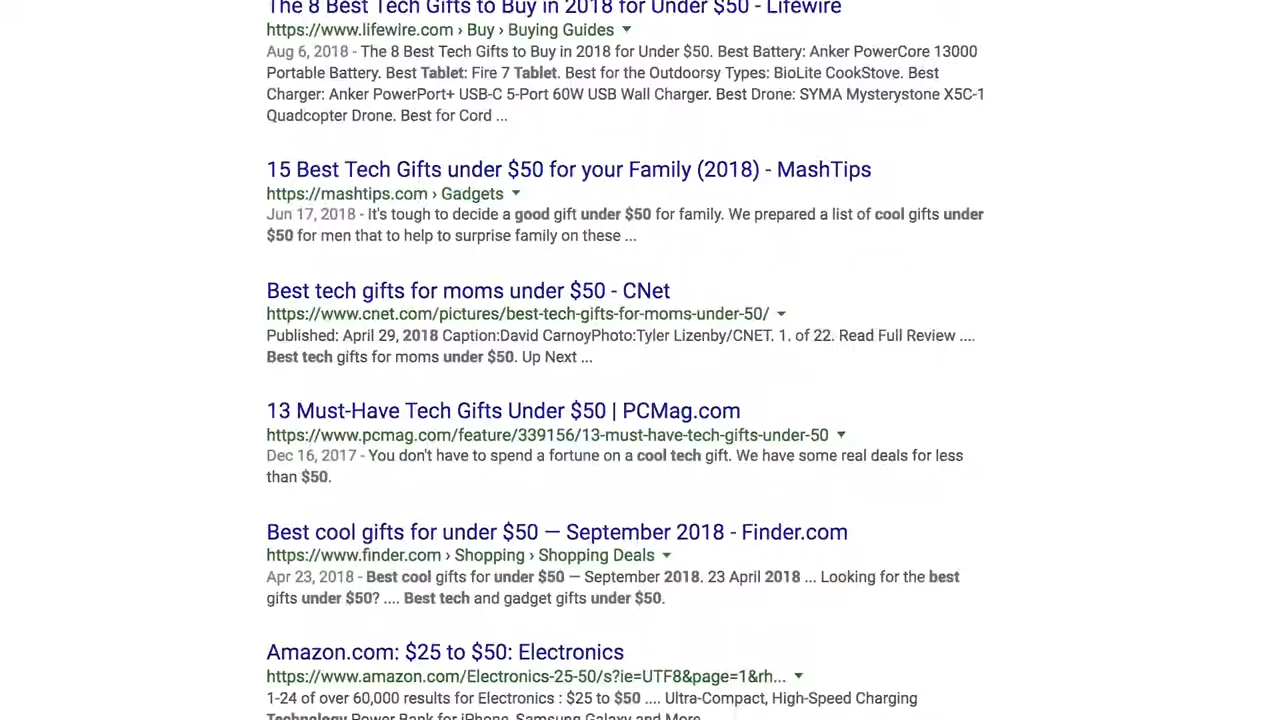 The 8 Best Tech Gifts to Buy in 2018 for Under $50 - Lifewire
https://www.lifewire.com › Buy › Buying Guides
Aug 6, 2018 - The 8 Best Tech Gifts to Buy in 2018 for Under $50. Best Battery: Anker PowerCore 13000
Portable Battery. Best Tablet: Fire 7 Tablet. Best for the Outdoorsy Types: BioLite CookStove. Best
Charger: Anker PowerPort+ USB-C 5-Port 60W USB Wall Charger. Best Drone: SYMA Mysterystone X5C-1
Quadcopter Drone. Best for Cord ...
15 Best Tech Gifts under $50 for your Family (2018) - MashTips
https://mashtips.com › Gadgets
Jun 17, 2018 - It's tough to decide a good gift under $50 for family. We prepared a list of cool gifts under
$50 for men that to help to surprise family on these ...
Best tech gifts for moms under $50 - CNet
https://www.cnet.com/pictures/best-tech-gifts-for-moms-under-50/
Published: April 29, 2018 Caption:David CarnoyPhoto:Tyler Lizenby/CNET. 1. of 22. Read Full Review ....
Best tech gifts for moms under $50. Up Next ...
13 Must-Have Tech Gifts Under $50 | PCMag.com
https://www.pcmag.com/feature/339156/13-must-have-tech-gifts-under-50
Dec 16, 2017 - You don't have to spend a fortune on a cool tech gift. We have some real deals for less
than $50.
Best cool gifts for under $50 — September 2018 - Finder.com
https://www.finder.com › Shopping › Shopping Deals
Apr 23, 2018 - Best cool gifts for under $50 — September 2018. 23 April 2018 ... Looking for the best
gifts under $50? .... Best tech and gadget gifts under $50.
Amazon.com: $25 to $50: Electronics
https://www.amazon.com/Electronics-25-50/s?ie=UTF8&page=1&rh...
1-24 of over 60,000 results for Electronics : $25 to $50 .... Ultra-Compact, High-Speed Charging
Technology Power Bank for iPhone, Samsung Galaxy and More